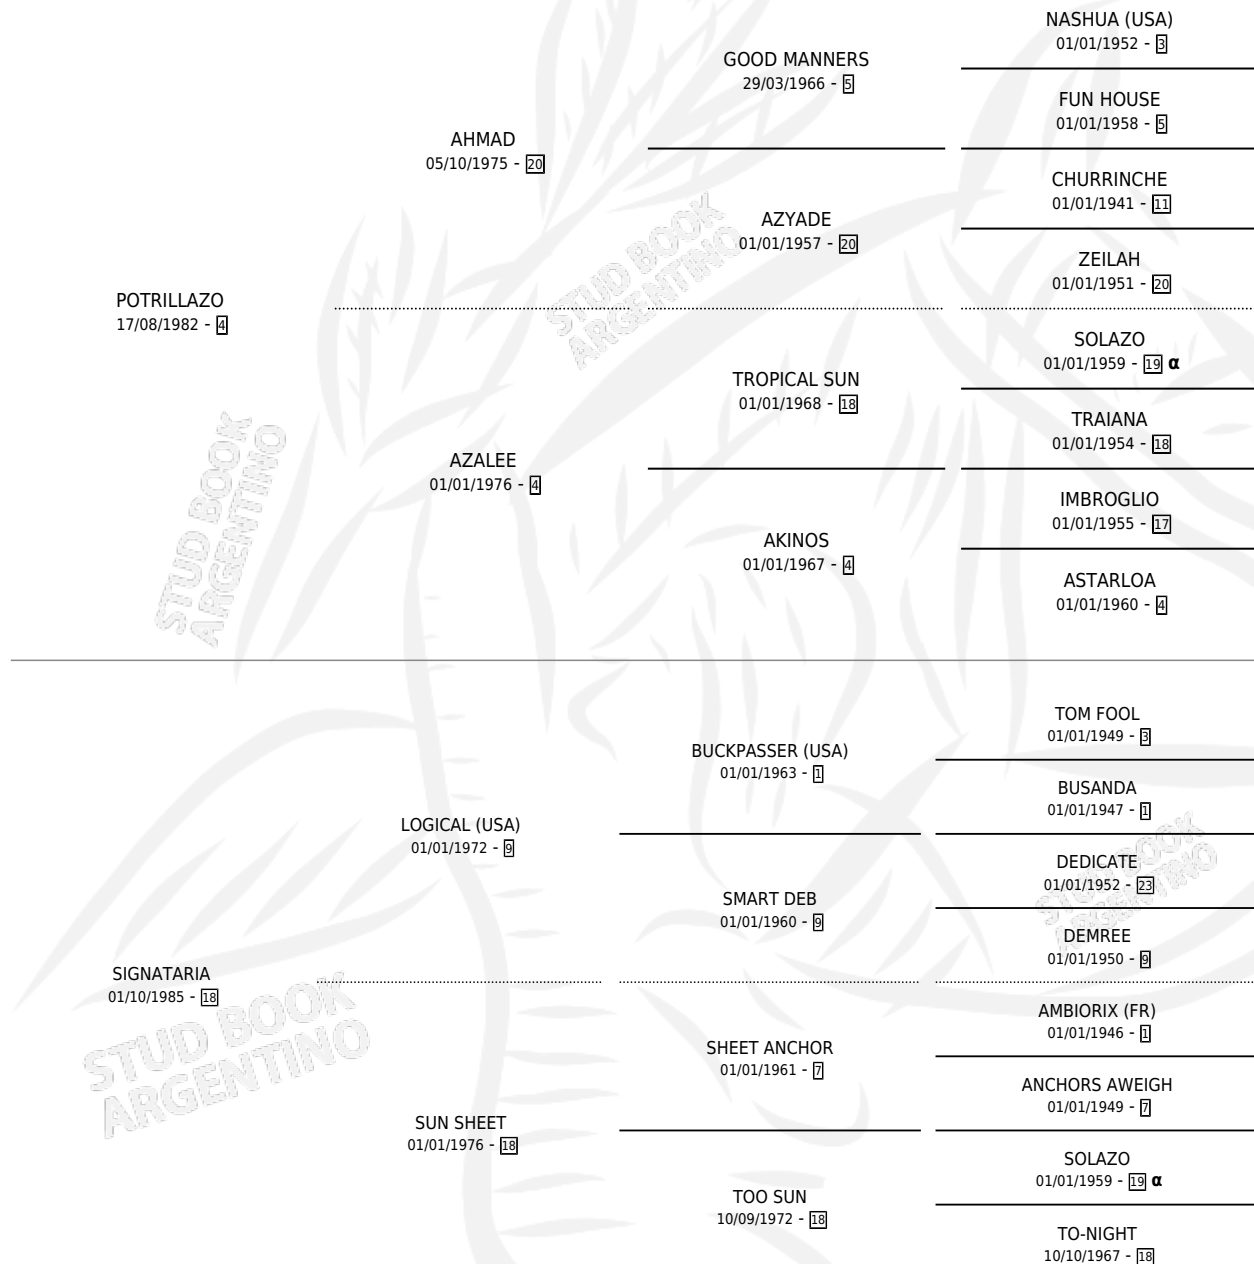 NASHUA (USA)
01/01/1952 - 3
GOOD MANNERS
29/03/1966 - 5
FUN HOUSE
01/01/1958 - 5
AHMAD
05/10/1975 - 20
CHURRINCHE
01/01/1941 - 11
AZYADE
01/01/1957 - 20
ZEILAH
01/01/1951 - 20
POTRILLAZO
17/08/1982 - 4
SOLAZO
01/01/1959 - 19 α
TROPICAL SUN
01/01/1968 - 18
TRAIANA
01/01/1954 - 18
AZALEE
01/01/1976 - 4
IMBROGLIO
01/01/1955 - 17
AKINOS
01/01/1967 - 4
ASTARLOA
01/01/1960 - 4
TOM FOOL
01/01/1949 - 3
BUCKPASSER (USA)
01/01/1963 - 1
BUSANDA
01/01/1947 - 1
LOGICAL (USA)
01/01/1972 - 9
DEDICATE
01/01/1952 - 23
SMART DEB
01/01/1960 - 9
DEMREE
01/01/1950 - 9
SIGNATARIA
01/10/1985 - 18
AMBIORIX (FR)
01/01/1946 - 1
SHEET ANCHOR
01/01/1961 - 7
ANCHORS AWEIGH
01/01/1949 - 7
SUN SHEET
01/01/1976 - 18
SOLAZO
01/01/1959 - 19 α
TOO SUN
10/09/1972 - 18
TO-NIGHT
10/10/1967 - 18
STUD BOOK
ARGENTINO
STUD BOOK
ARGENTINO
STUD BOOK
ARGENTINO
STUD BOOK
ARGENTINO